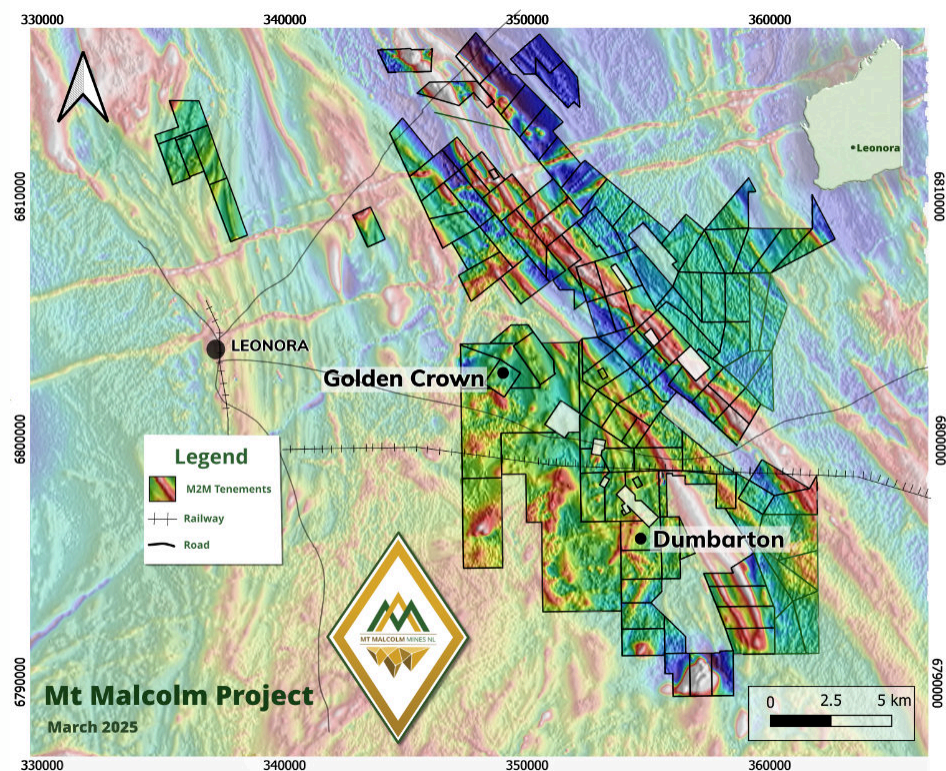 330000 340000 350000 360000
6810000
6810000
Leonora
LEONORA
Golden Crown
6800000
6800000
Legend
M2M Tenements
Railway
Road
Dumbarton
MT MALCOLM MINES NL
6790000
6790000
Mt Malcolm Project
March 2025
0 2.5 5 km
330000 340000 350000 360000